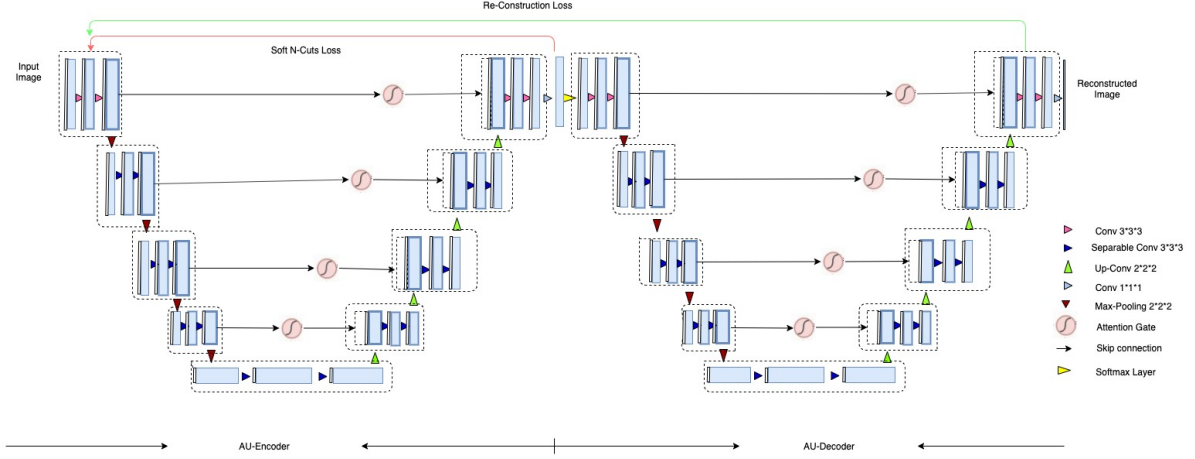 Re-Construction Loss
Soft N-Cuts Loss
Input
Image
Reconstructed
Image
Conv 3*3*3
Separable Conv 3*3*3
Up-Conv 2*2*2
Conv 1*1*1
Max-Pooling 2*2*2
Attention Gate
Skip connection
Softmax Layer
AU-Encoder
AU-Decoder